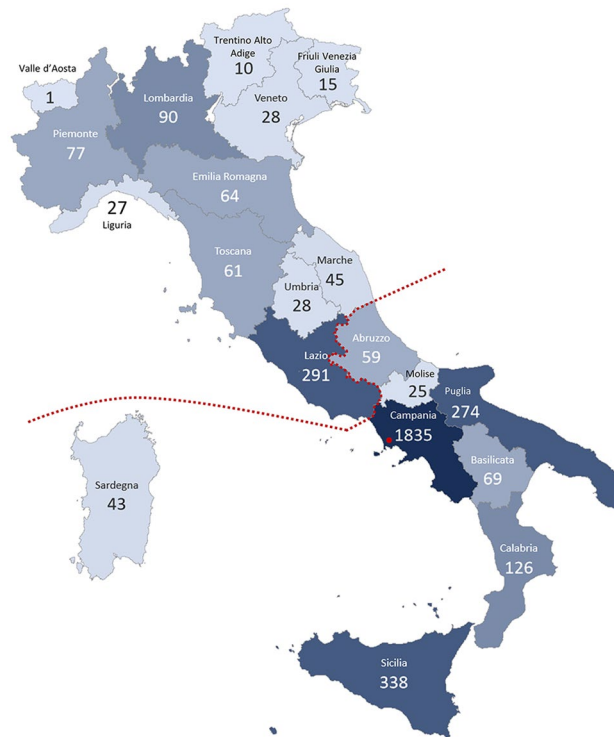 Valle d'Aosta
1
Trentino Alto
Adige
10
Friuli Venezia
Giulia
15
Lombardia
90
Veneto
28
Piemonte
77
Emilia Romagna
64
27
Liguria
Toscana
61
Marche
45
Umbria
28
Lazio
291
Abruzzo
59
Molise
25
Puglia
274
Campania
1835
Basilicata
69
Sardegna
43
Calabria
126
Sicilia
338